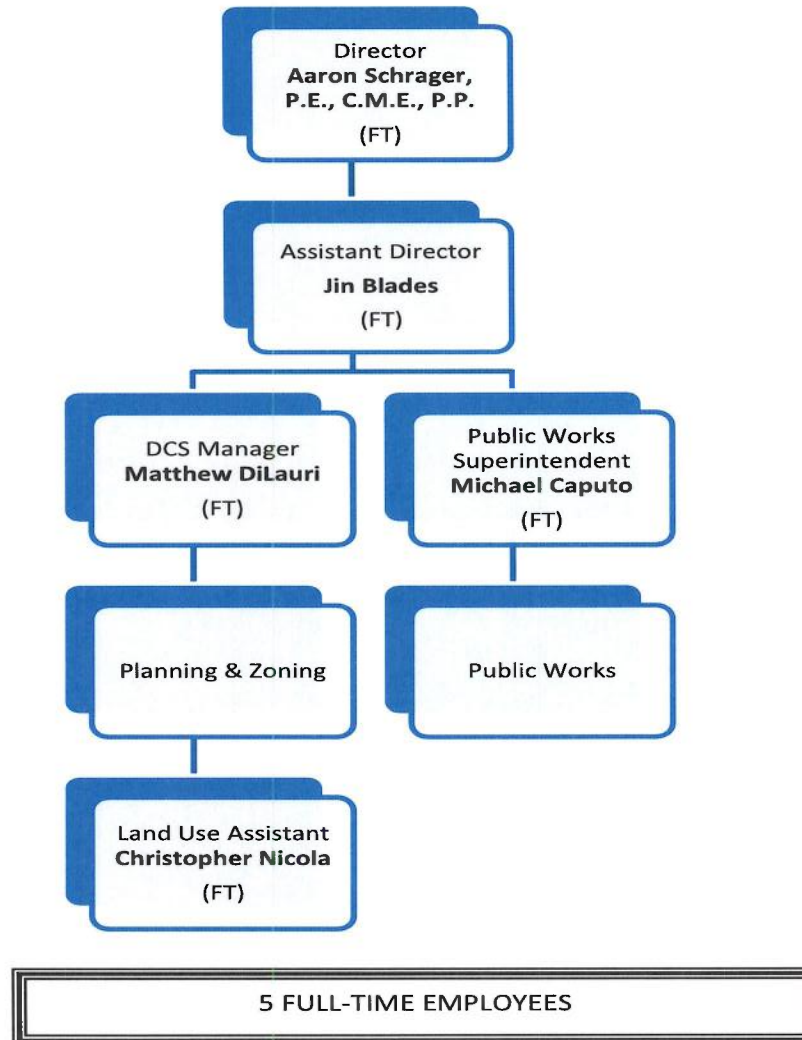 Director
Aaron Schrager,
P.E., C.M.E., P.P.
(FT)
Assistant Director
Jin Blades
(FT)
DCS Manager
Matthew DiLauri
(FT)
Public Works
Superintendent
Michael Caputo
(FT)
Planning & Zoning
Public Works
Land Use Assistant
Christopher Nicola
(FT)
5 FULL-TIME EMPLOYEES